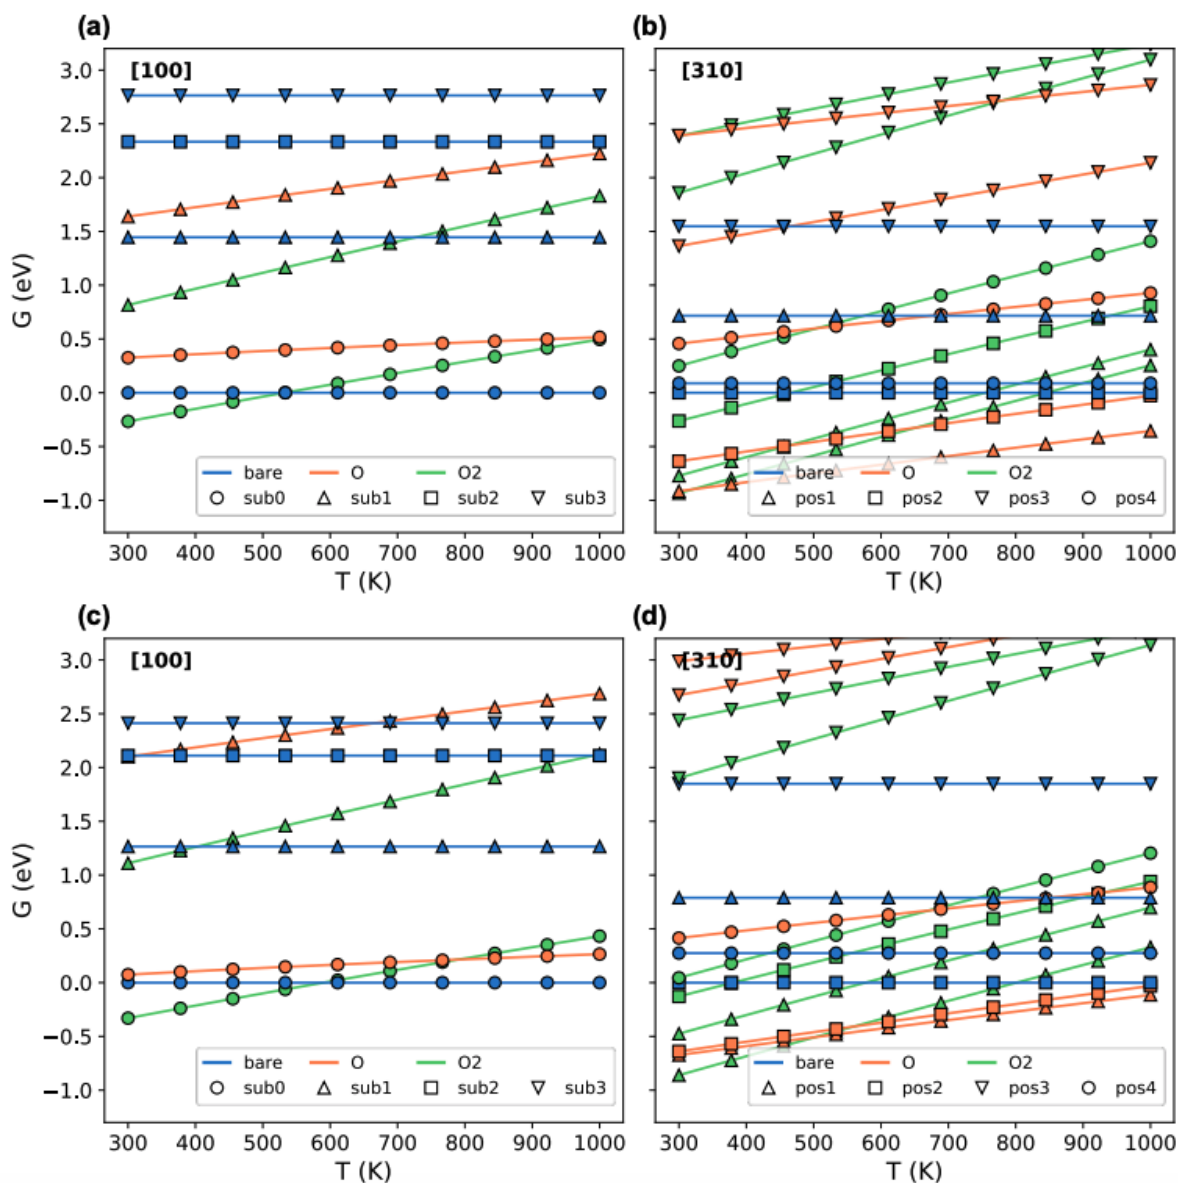 (a)
[100]
3.0
2.5
2.0
1.5
1.0
0.5
0.0
−0.5
−1.0
G (eV)
bare O O2
sub0 sub1 sub2 sub3
300 400 500 600 700 800 900 1000
T (K)
(b)
[310]
bare O O2
pos1 pos2 pos3 pos4
300 400 500 600 700 800 900 1000
T (K)
(c)
[100]
3.0
2.5
2.0
1.5
1.0
0.5
0.0
−0.5
−1.0
G (eV)
bare O O2
sub0 sub1 sub2 sub3
300 400 500 600 700 800 900 1000
T (K)
(d)
[310]
bare O O2
pos1 pos2 pos3 pos4
300 400 500 600 700 800 900 1000
T (K)